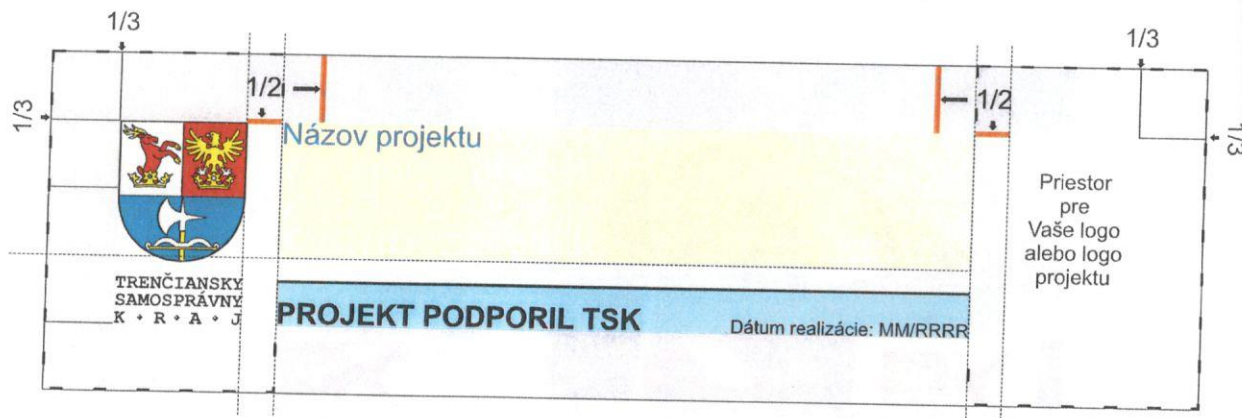 1/3
1/3
1/2
1/2
1/3
1/3
Názov projektu
Priestor
pre
Vaše logo
alebo logo
projektu
TRENČIANSKY
SAMOSPRÁVNY
K • R • A • J
PROJEKT PODPORIL TSK
Dátum realizácie: MM/RRRR